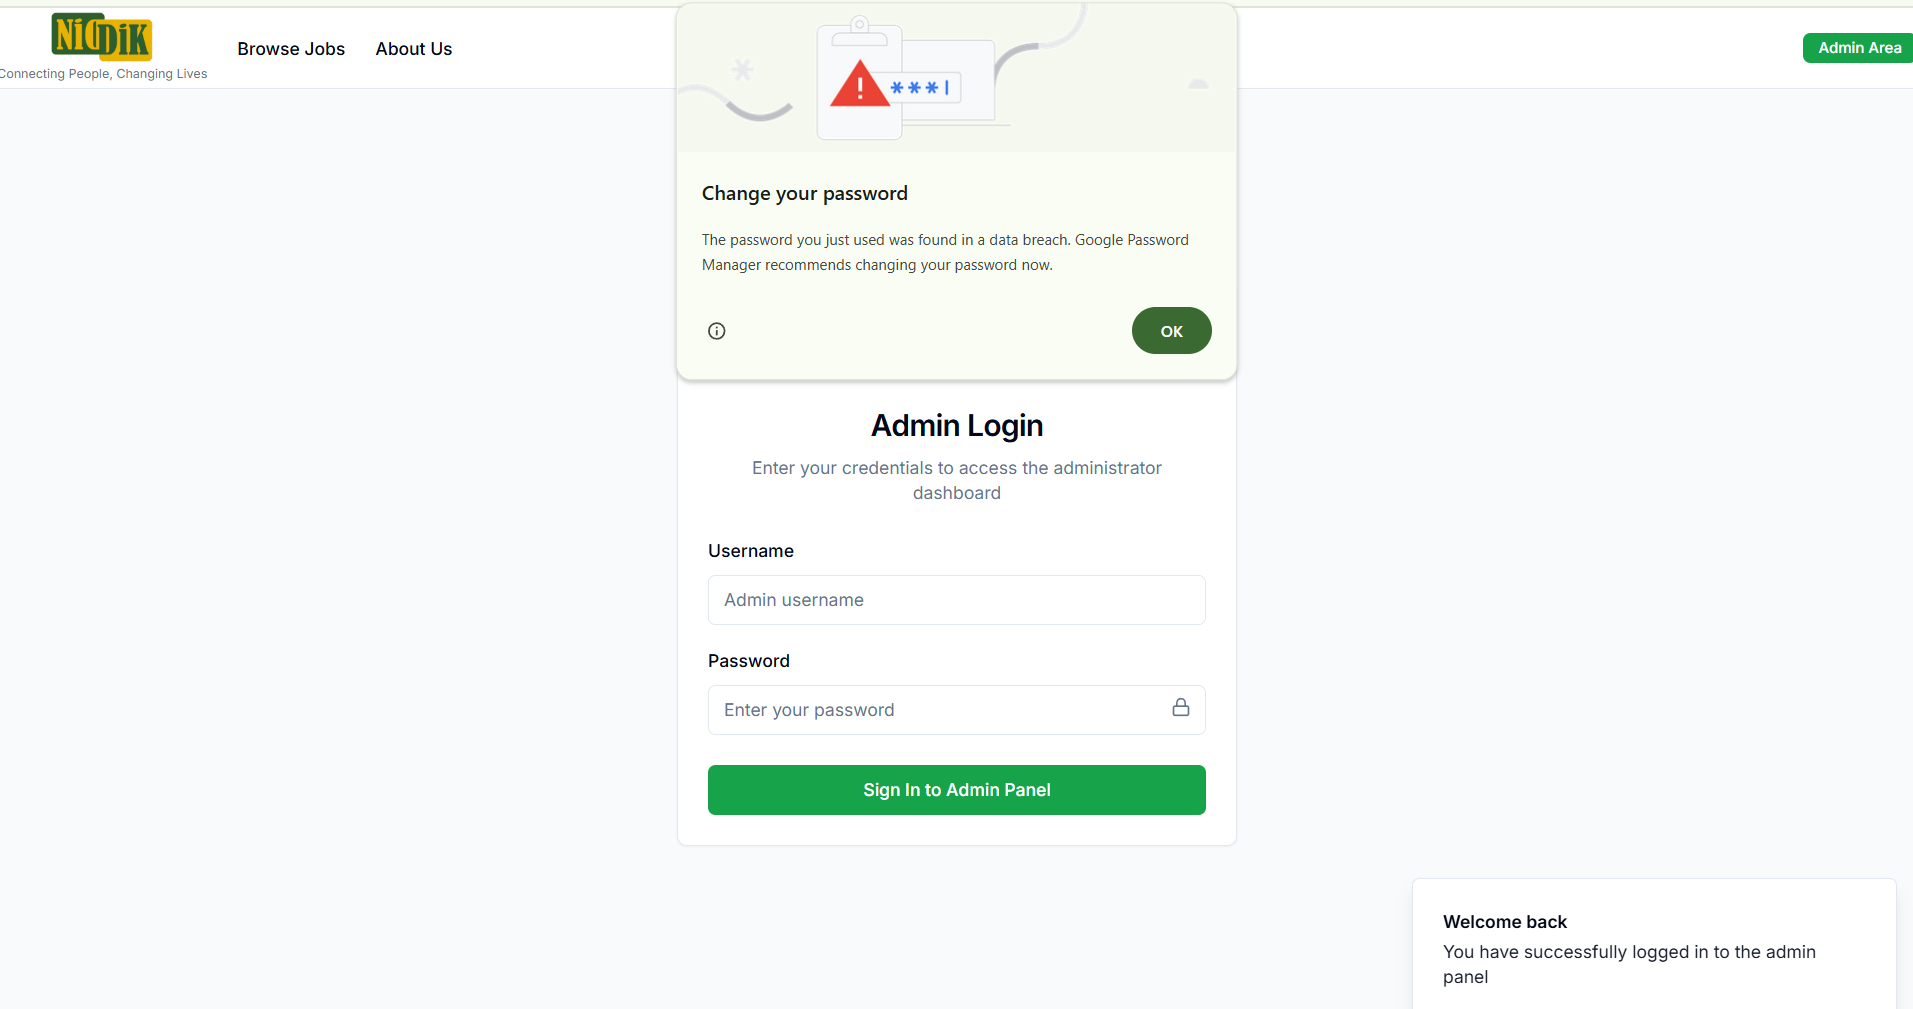 NiCDiK
Connecting People, Changing Lives
Browse Jobs
About Us
Admin Area
***|
Change your password
The password you just used was found in a data breach. Google Password
Manager recommends changing your password now.
OK
Admin Login
Enter your credentials to access the administrator
dashboard
Username
Admin username
Password
Enter your password
Sign In to Admin Panel
Welcome back
You have successfully logged in to the admin
panel